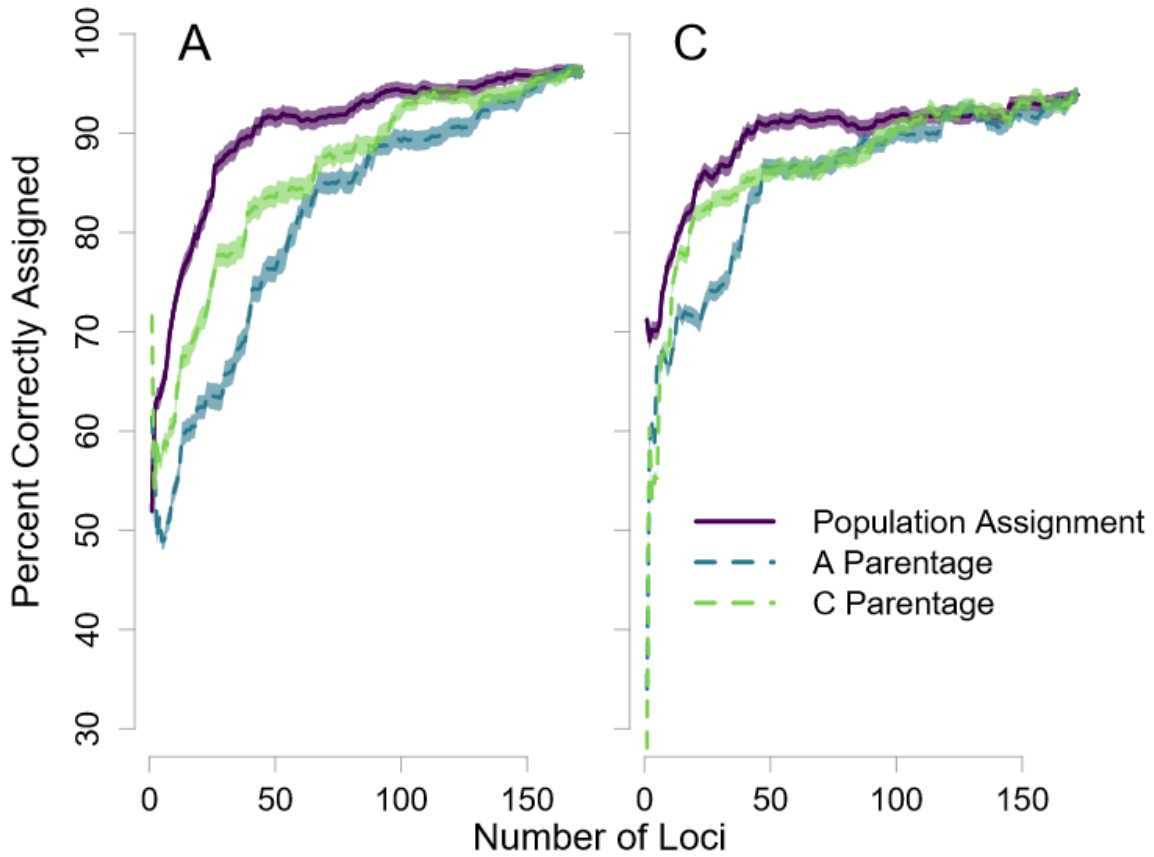 A
C
Percent Correctly Assigned
100
90
80
70
60
50
40
30
Population Assignment
A Parentage
C Parentage
0 50 100 150 0 50 100 150
Number of Loci